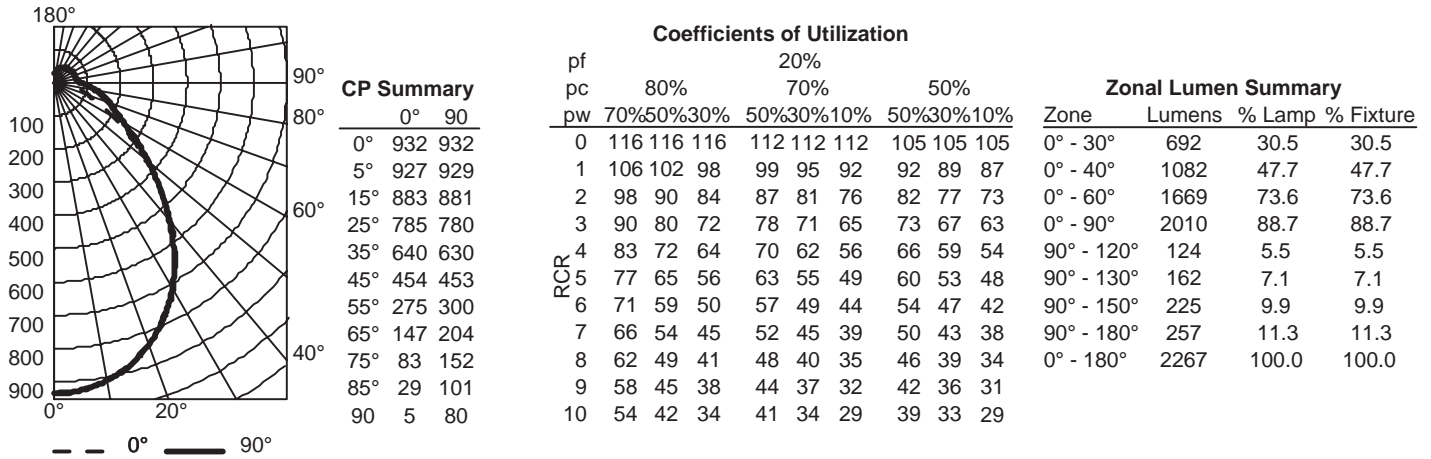 180°
90°
80°
60°
40°
100
200
300
400
500
600
700
800
900
0° 20°
0° 90°
CP Summary
0° 90
0° 932 932
5° 927 929
15° 883 881
25° 785 780
35° 640 630
45° 454 453
55° 275 300
65° 147 204
75° 83 152
85° 29 101
90 5 80
Coefficients of Utilization
pf 20%
pc 80% 70% 50%
pw 70%50%30% 50%30%10% 50%30%10%
RCR
0 116 116 116 112 112 112 105 105 105
1 106 102 98 99 95 92 92 89 87
2 98 90 84 87 81 76 82 77 73
3 90 80 72 78 71 65 73 67 63
4 83 72 64 70 62 56 66 59 54
5 77 65 56 63 55 49 60 53 48
6 71 59 50 57 49 44 54 47 42
7 66 54 45 52 45 39 50 43 38
8 62 49 41 48 40 35 46 39 34
9 58 45 38 44 37 32 42 36 31
10 54 42 34 41 34 29 39 33 29
Zonal Lumen Summary
Zone Lumens % Lamp % Fixture
0° - 30° 692 30.5 30.5
0° - 40° 1082 47.7 47.7
0° - 60° 1669 73.6 73.6
0° - 90° 2010 88.7 88.7
90° - 120° 124 5.5 5.5
90° - 130° 162 7.1 7.1
90° - 150° 225 9.9 9.9
90° - 180° 257 11.3 11.3
0° - 180° 2267 100.0 100.0